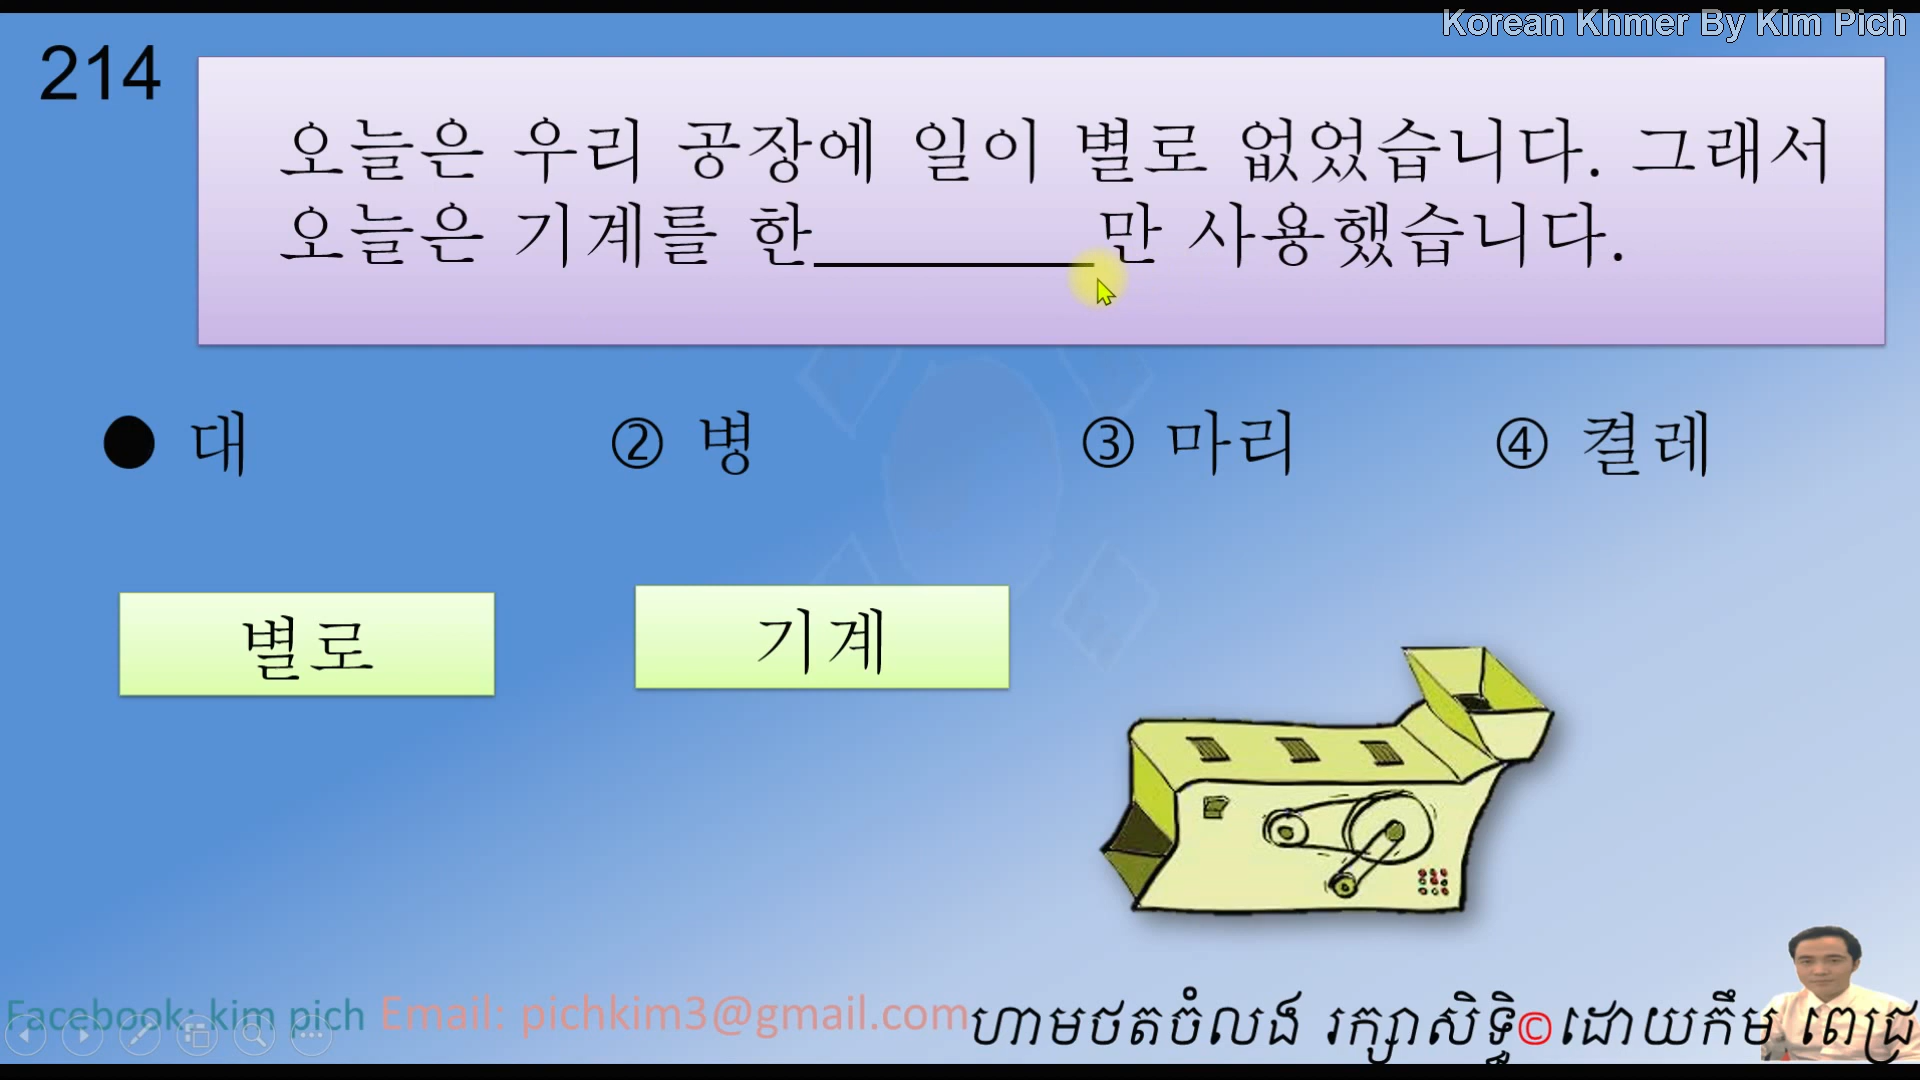 Korean Khmer By Kim Pich
214
오늘은 우리 공장에 일이 별로 없었습니다. 그래서
오늘은 기계를 한________만 사용했습니다.
● 대 ② 병 ③ 마리 ④ 켤레
별로 기계
Facebook: kim pich Email: pichkim3@gmail.com ហាមថតចំលង រក្សាសិទ្ធិ©ដោយកឹម ពេជ្រ